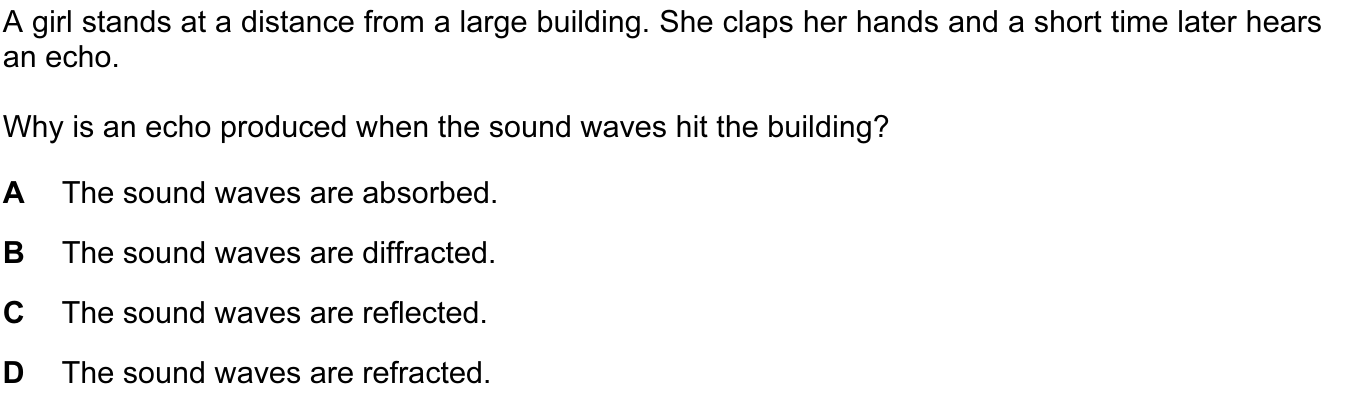 A girl stands at a distance from a large building. She claps her hands and a short time later hears
an echo.
Why is an echo produced when the sound waves hit the building?
A The sound waves are absorbed.
B The sound waves are diffracted.
C The sound waves are reflected.
D The sound waves are refracted.